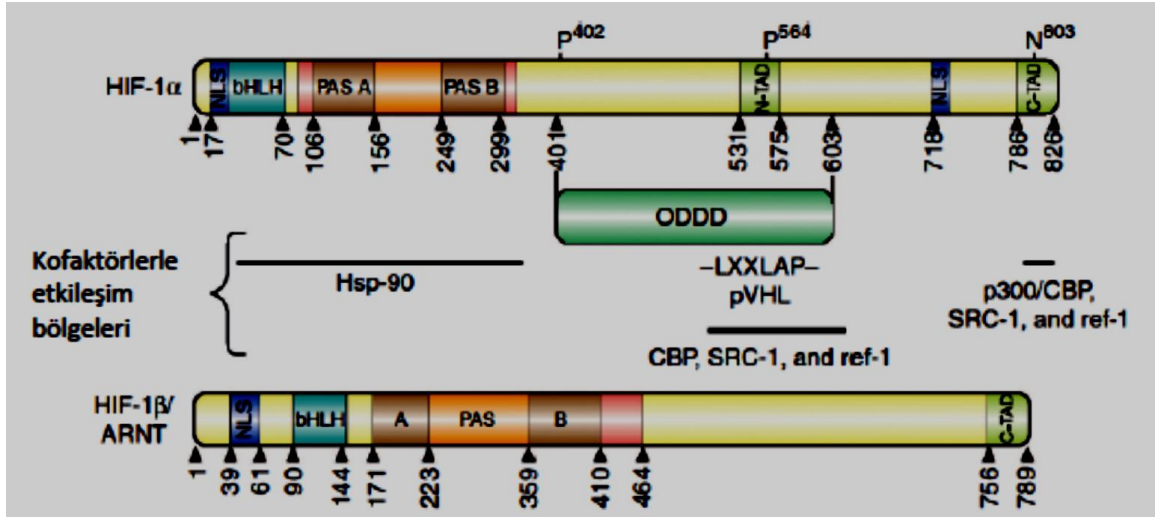 P402 P564 N803
HIF-1α NLS bHLH PAS A PAS B N-TAD NLS C-TAD
1 17 70 106 156 249 299 401 531 575 603 718 786 826
ODDD
Kofaktörlerle
etkileşim
bölgeleri
Hsp-90
–LXXLAP–
pVHL
p300/CBP,
SRC-1, and ref-1
CBP, SRC-1, and ref-1
HIF-1β/
ARNT
NLS bHLH A PAS B C-TAD
1 39 61 90 144 171 223 359 410 464 756 789